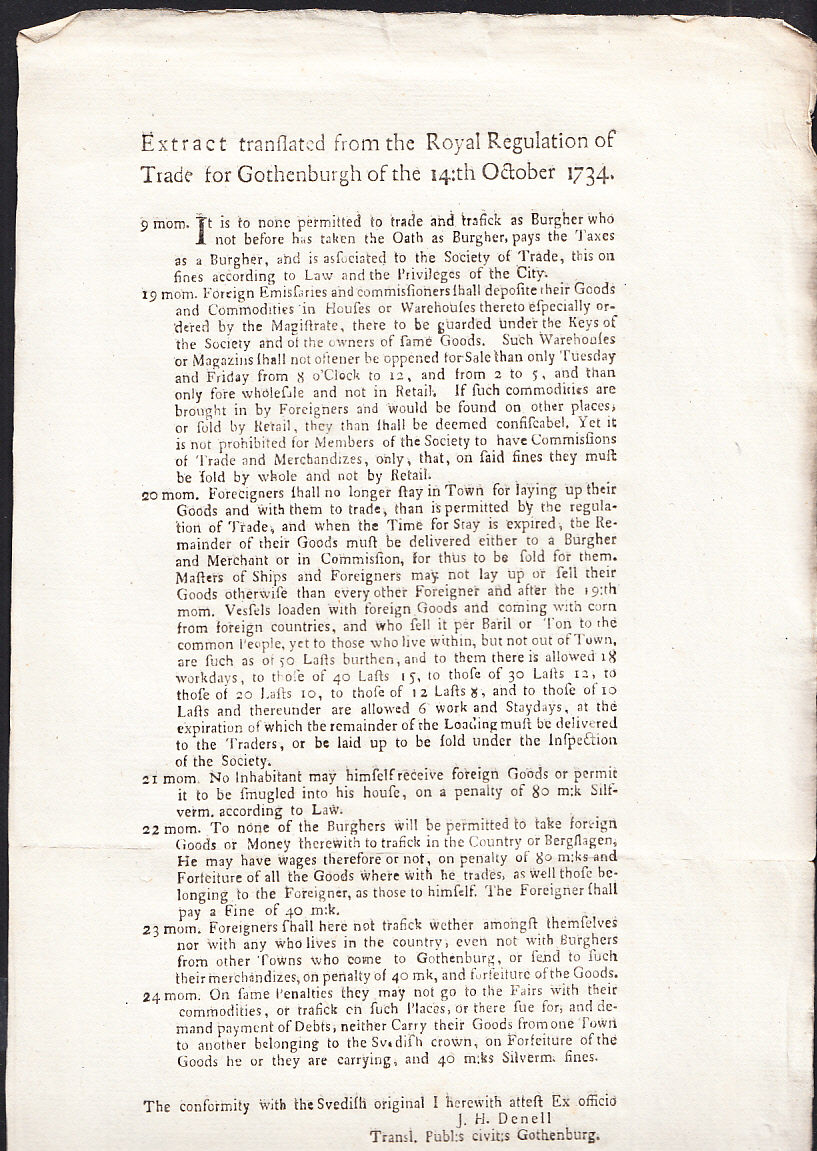 Extract tranſlated from the Royal Regulation of
Trade for Gothenburgh of the 14:th October 1734.
9 mom. It is to none permitted to trade and trafick as Burgher who
not before has taken the Oath as Burgher, pays the Taxes
as a Burgher, and is asſociated to the Society of Trade, this on
fines according to Law and the Privileges of the City.
19 mom. Foreign Emisſaries and commisſioners ſhall depoſite their Goods
and Commodities in Houſes or Warehouſes thereto eſpecially or-
dered by the Magiſtrate, there to be guarded under the Keys of
the Society and of the owners of ſame Goods. Such Warehouſes
or Magazins ſhall not oftener be oppened for Sale than only Tuesday
and Friday from 8 o'Clock to 12, and from 2 to 5, and than
only fore wholeſale and not in Retail. If ſuch commodities are
brought in by Foreigners and would be found on other places,
or ſold by Retail, they than ſhall be deemed confiſcabel. Yet it
is not prohibited for Members of the Society to have Commisſions
of Trade and Merchandizes, only, that, on ſaid fines they muſt
be ſold by whole and not by Retail.
20 mom. Forecigners ſhall no longer ſtay in Town for laying up their
Goods and with them to trade, than is permitted by the regula-
tion of Trade, and when the Time for Stay is expired, the Re-
mainder of their Goods muſt be delivered either to a Burgher
and Merchant or in Commisſion, for thus to be ſold for them.
Maſters of Ships and Foreigners may not lay up or ſell their
Goods otherwiſe than every other Foreigner and after the 19:th
mom. Vesſels loaden with foreign Goods and coming with corn
from foreign countries, and who ſell it per Baril or Ton to the
common People, yet to those who live within, but not out of Town,
are ſuch as of 50 Laſts burthen, and to them there is allowed 18
workdays, to thoſe of 40 Laſts 15, to thoſe of 30 Laſts 12, to
thoſe of 20 Laſts 10, to thoſe of 12 Laſts 8, and to thoſe of 10
Laſts and thereunder are allowed 6 work and Staydays, at the
expiration of which the remainder of the Loading muſt be delivered
to the Traders, or be laid up to be ſold under the Inſpection
of the Society.
21 mom. No Inhabitant may himſelf receive foreign Goods or permit
it to be ſmugled into his houſe, on a penalty of 80 m:k Silf-
verm. according to Law.
22 mom. To none of the Burghers will be permitted to take foreign
Goods or Money therewith to trafick in the Country or Bergſlagen,
He may have wages therefore or not, on penalty of 80 m:ks and
Forfeiture of all the Goods where with he trades, as well thoſe be-
longing to the Foreigner, as those to himſelf. The Foreigner ſhall
pay a Fine of 40 m:k.
23 mom. Foreigners ſhall here not trafick wether amongſt themſelves
nor with any who lives in the country, even not with Burghers
from other Towns who come to Gothenburg, or ſend to ſuch
their merchandizes, on penalty of 40 mk, and forfeiture of the Goods.
24 mom. On ſame Penalties they may not go to the Fairs with their
commodities, or trafick on ſuch Places, or there ſue for, and de-
mand payment of Debts, neither Carry their Goods from one Town
to another belonging to the Svediſh crown, on Forfeiture of the
Goods he or they are carrying, and 40 m:ks Silverm. fines.
The conformity with the Svediſh original I herewith atteſt Ex officio
J. H. Denell
Tranſl. Publ:s civit:s Gothenburg.